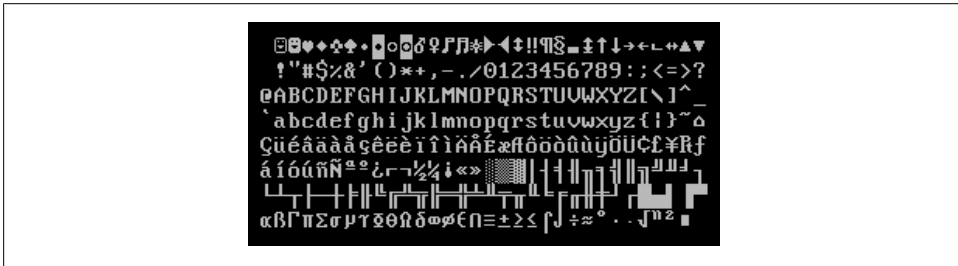 ☺☻♥♦♣♠•◘○◙♂♀♪♫☼►◄↕‼¶§▬↨↑↓→←∟↔▲▼
!"#$%&'()*+,-./0123456789:;<=>?
@ABCDEFGHIJKLMNOPQRSTUVWXYZ[\]^_
`abcdefghijklmnopqrstuvwxyz{¦}~⌂
ÇüéâäàåçêëèïîìÄÅÉæÆôöòûùÿÖÜ¢£¥₧ƒ
áíóúñÑªº¿⌐¬½¼¡«»░▒▓│┤╡╢╖╕╣║╗╝╜╛┐
└┴┬├─┼╞╟╚╔╩╦╠═╬╧╨╤╥╙╘╒╓╫╪┘┌█▄▌▐▀
αßΓπΣσµτΦΘΩδ∞φε∩≡±≥≤⌠⌡÷≈°∙·√ⁿ²■